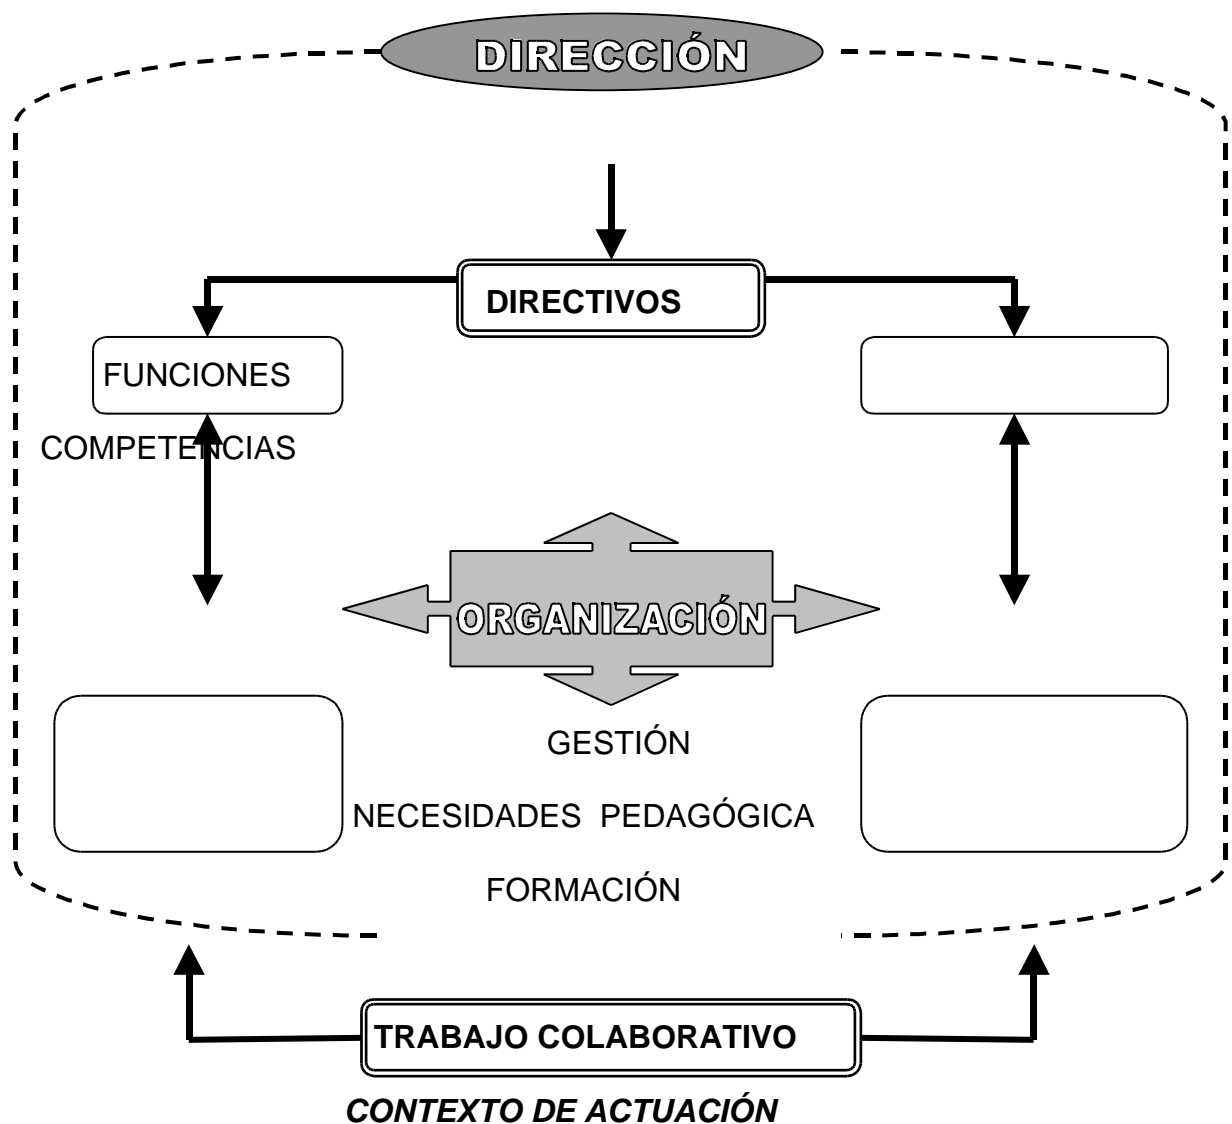 DIRECCIÓN
DIRECTIVOS
FUNCIONES
COMPETENCIAS
ORGANIZACIÓN
GESTIÓN
NECESIDADES PEDAGÓGICA
FORMACIÓN
TRABAJO COLABORATIVO
CONTEXTO DE ACTUACIÓN